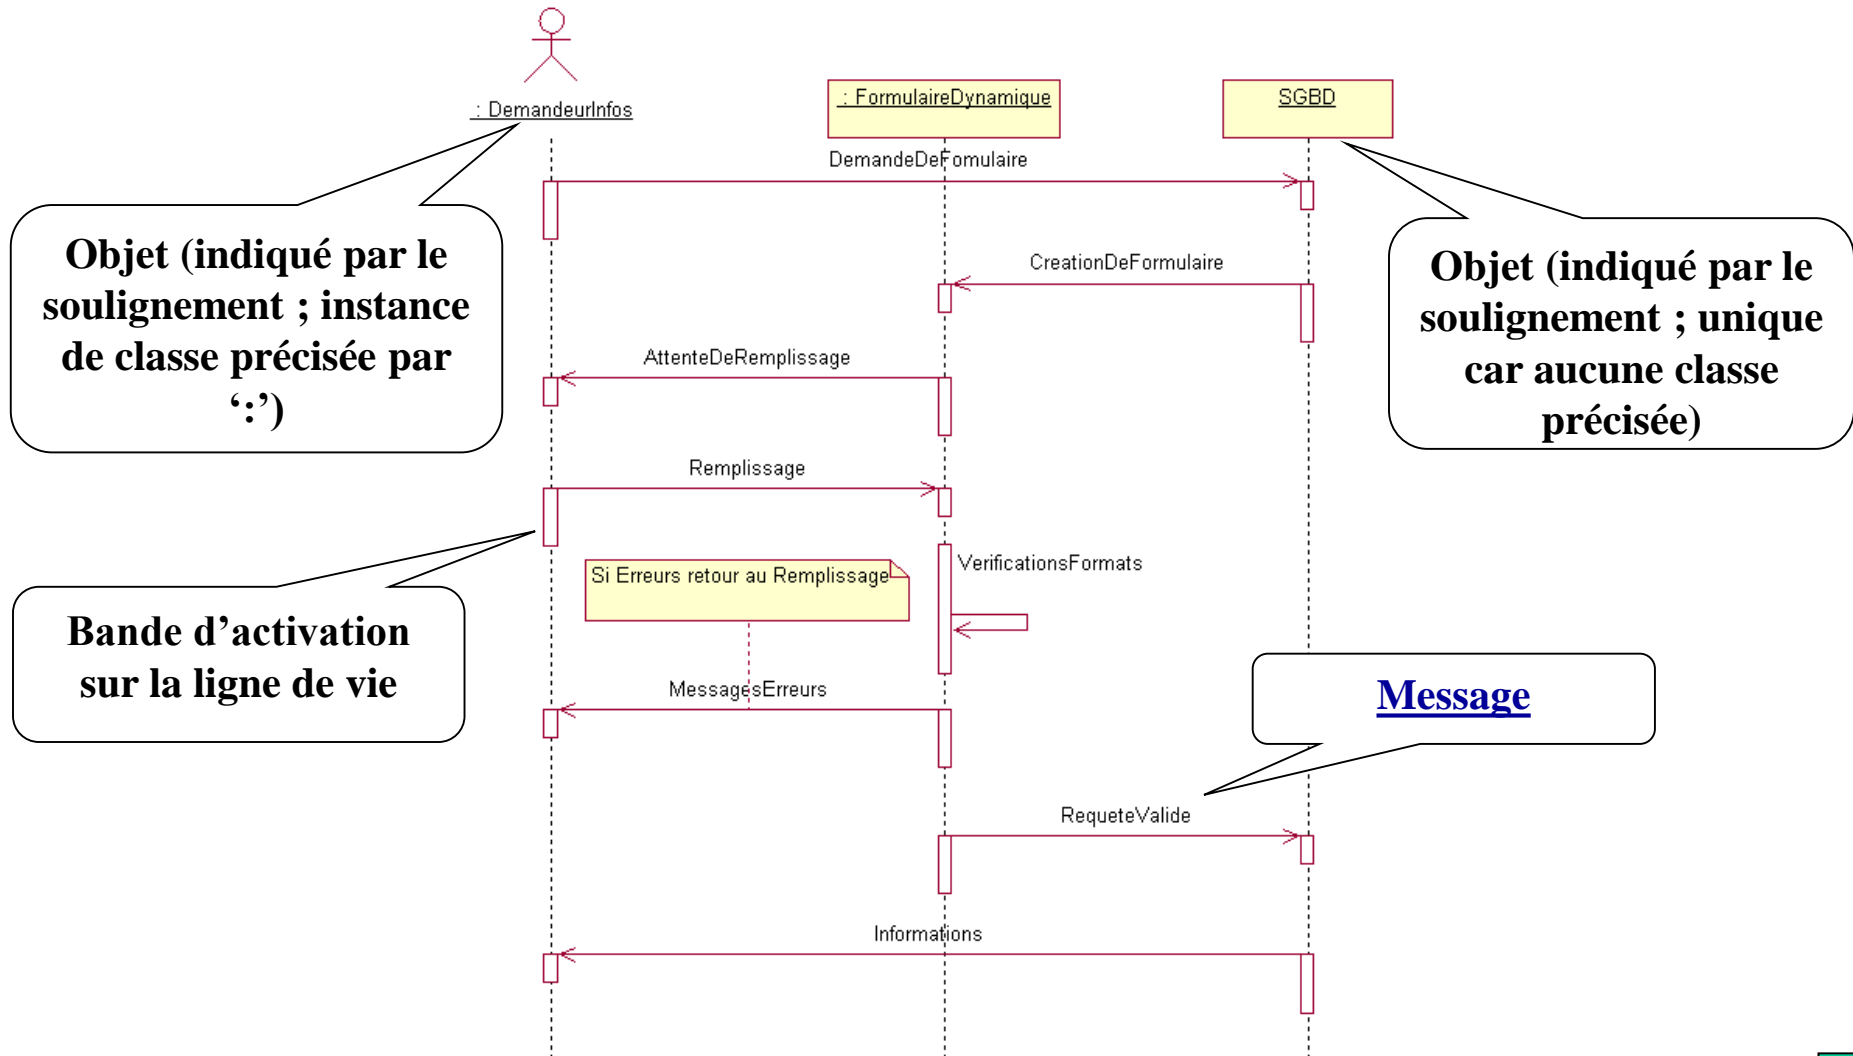 : DemandeurInfos
: FormulaireDynamique
SGBD
DemandeDeFomulaire
Objet (indiqué par le
soulignement ; instance
de classe précisée par
‘:’)
Objet (indiqué par le
soulignement ; unique
car aucune classe
précisée)
CreationDeFormulaire
AttenteDeRemplissage
Remplissage
VerificationsFormats
Si Erreurs retour au Remplissage
Bande d’activation
sur la ligne de vie
MessagesErreurs
Message
RequeteValide
Informations